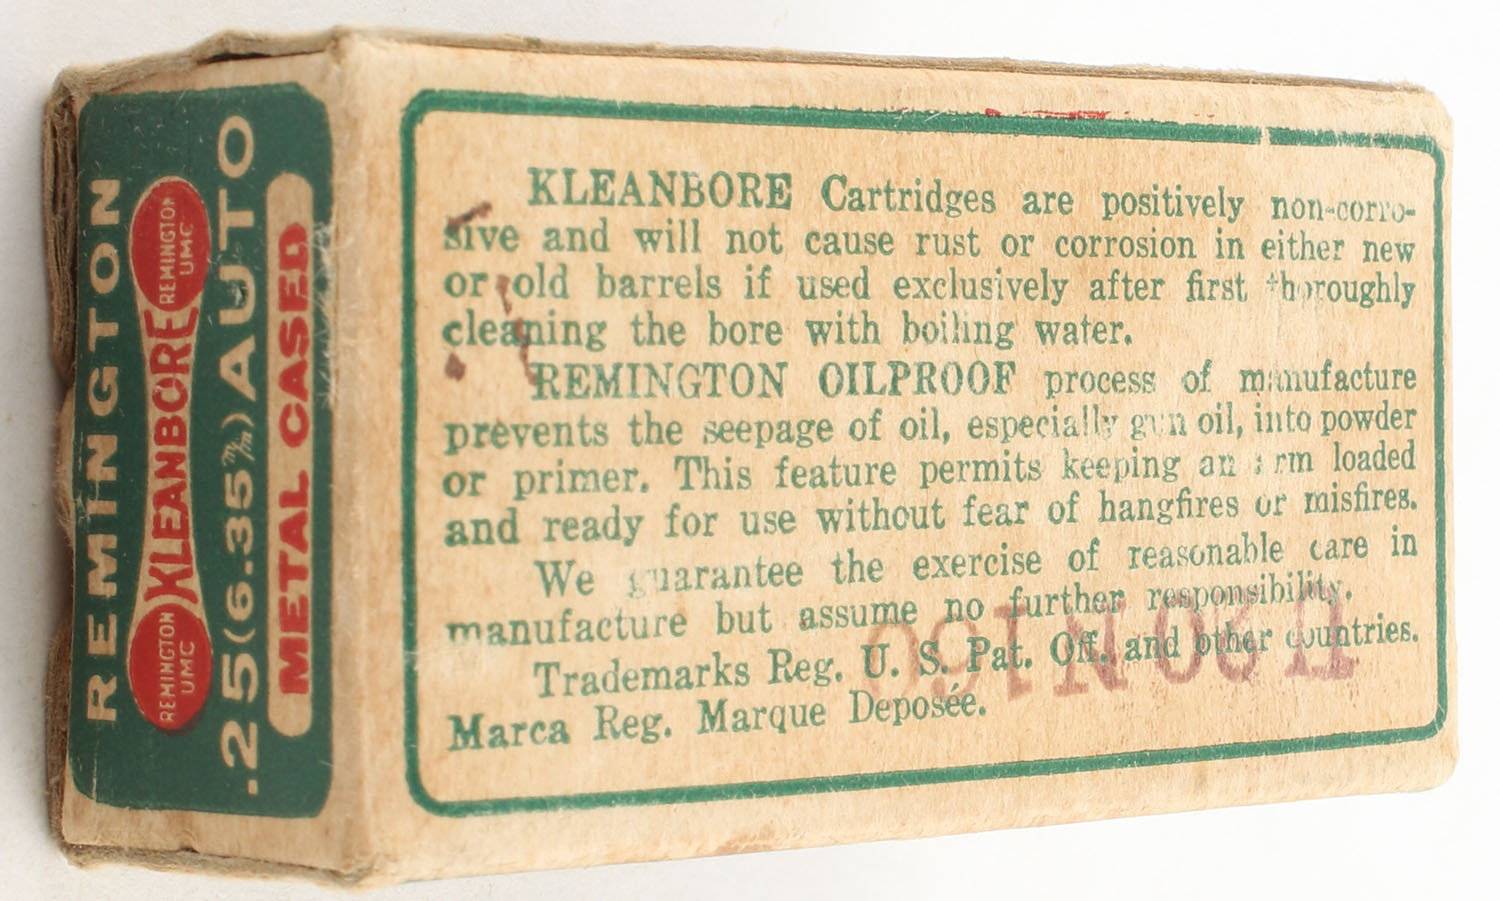 REMINGTON
REMINGTON
UMC
KLEANBORE
REMINGTON
UMC
.25 (6.35 m/m) AUTO
METAL CASED
KLEANBORE Cartridges are positively non-corro-
sive and will not cause rust or corrosion in either new
or old barrels if used exclusively after first thoroughly
cleaning the bore with boiling water.
REMINGTON OILPROOF process of manufacture
prevents the seepage of oil, especially gun oil, into powder
or primer. This feature permits keeping an arm loaded
and ready for use without fear of hangfires or misfires.
We guarantee the exercise of reasonable care in
manufacture but assume no further responsibility.
Trademarks Reg. U. S. Pat. Off. and other countries.
Marca Reg. Marque Deposée.